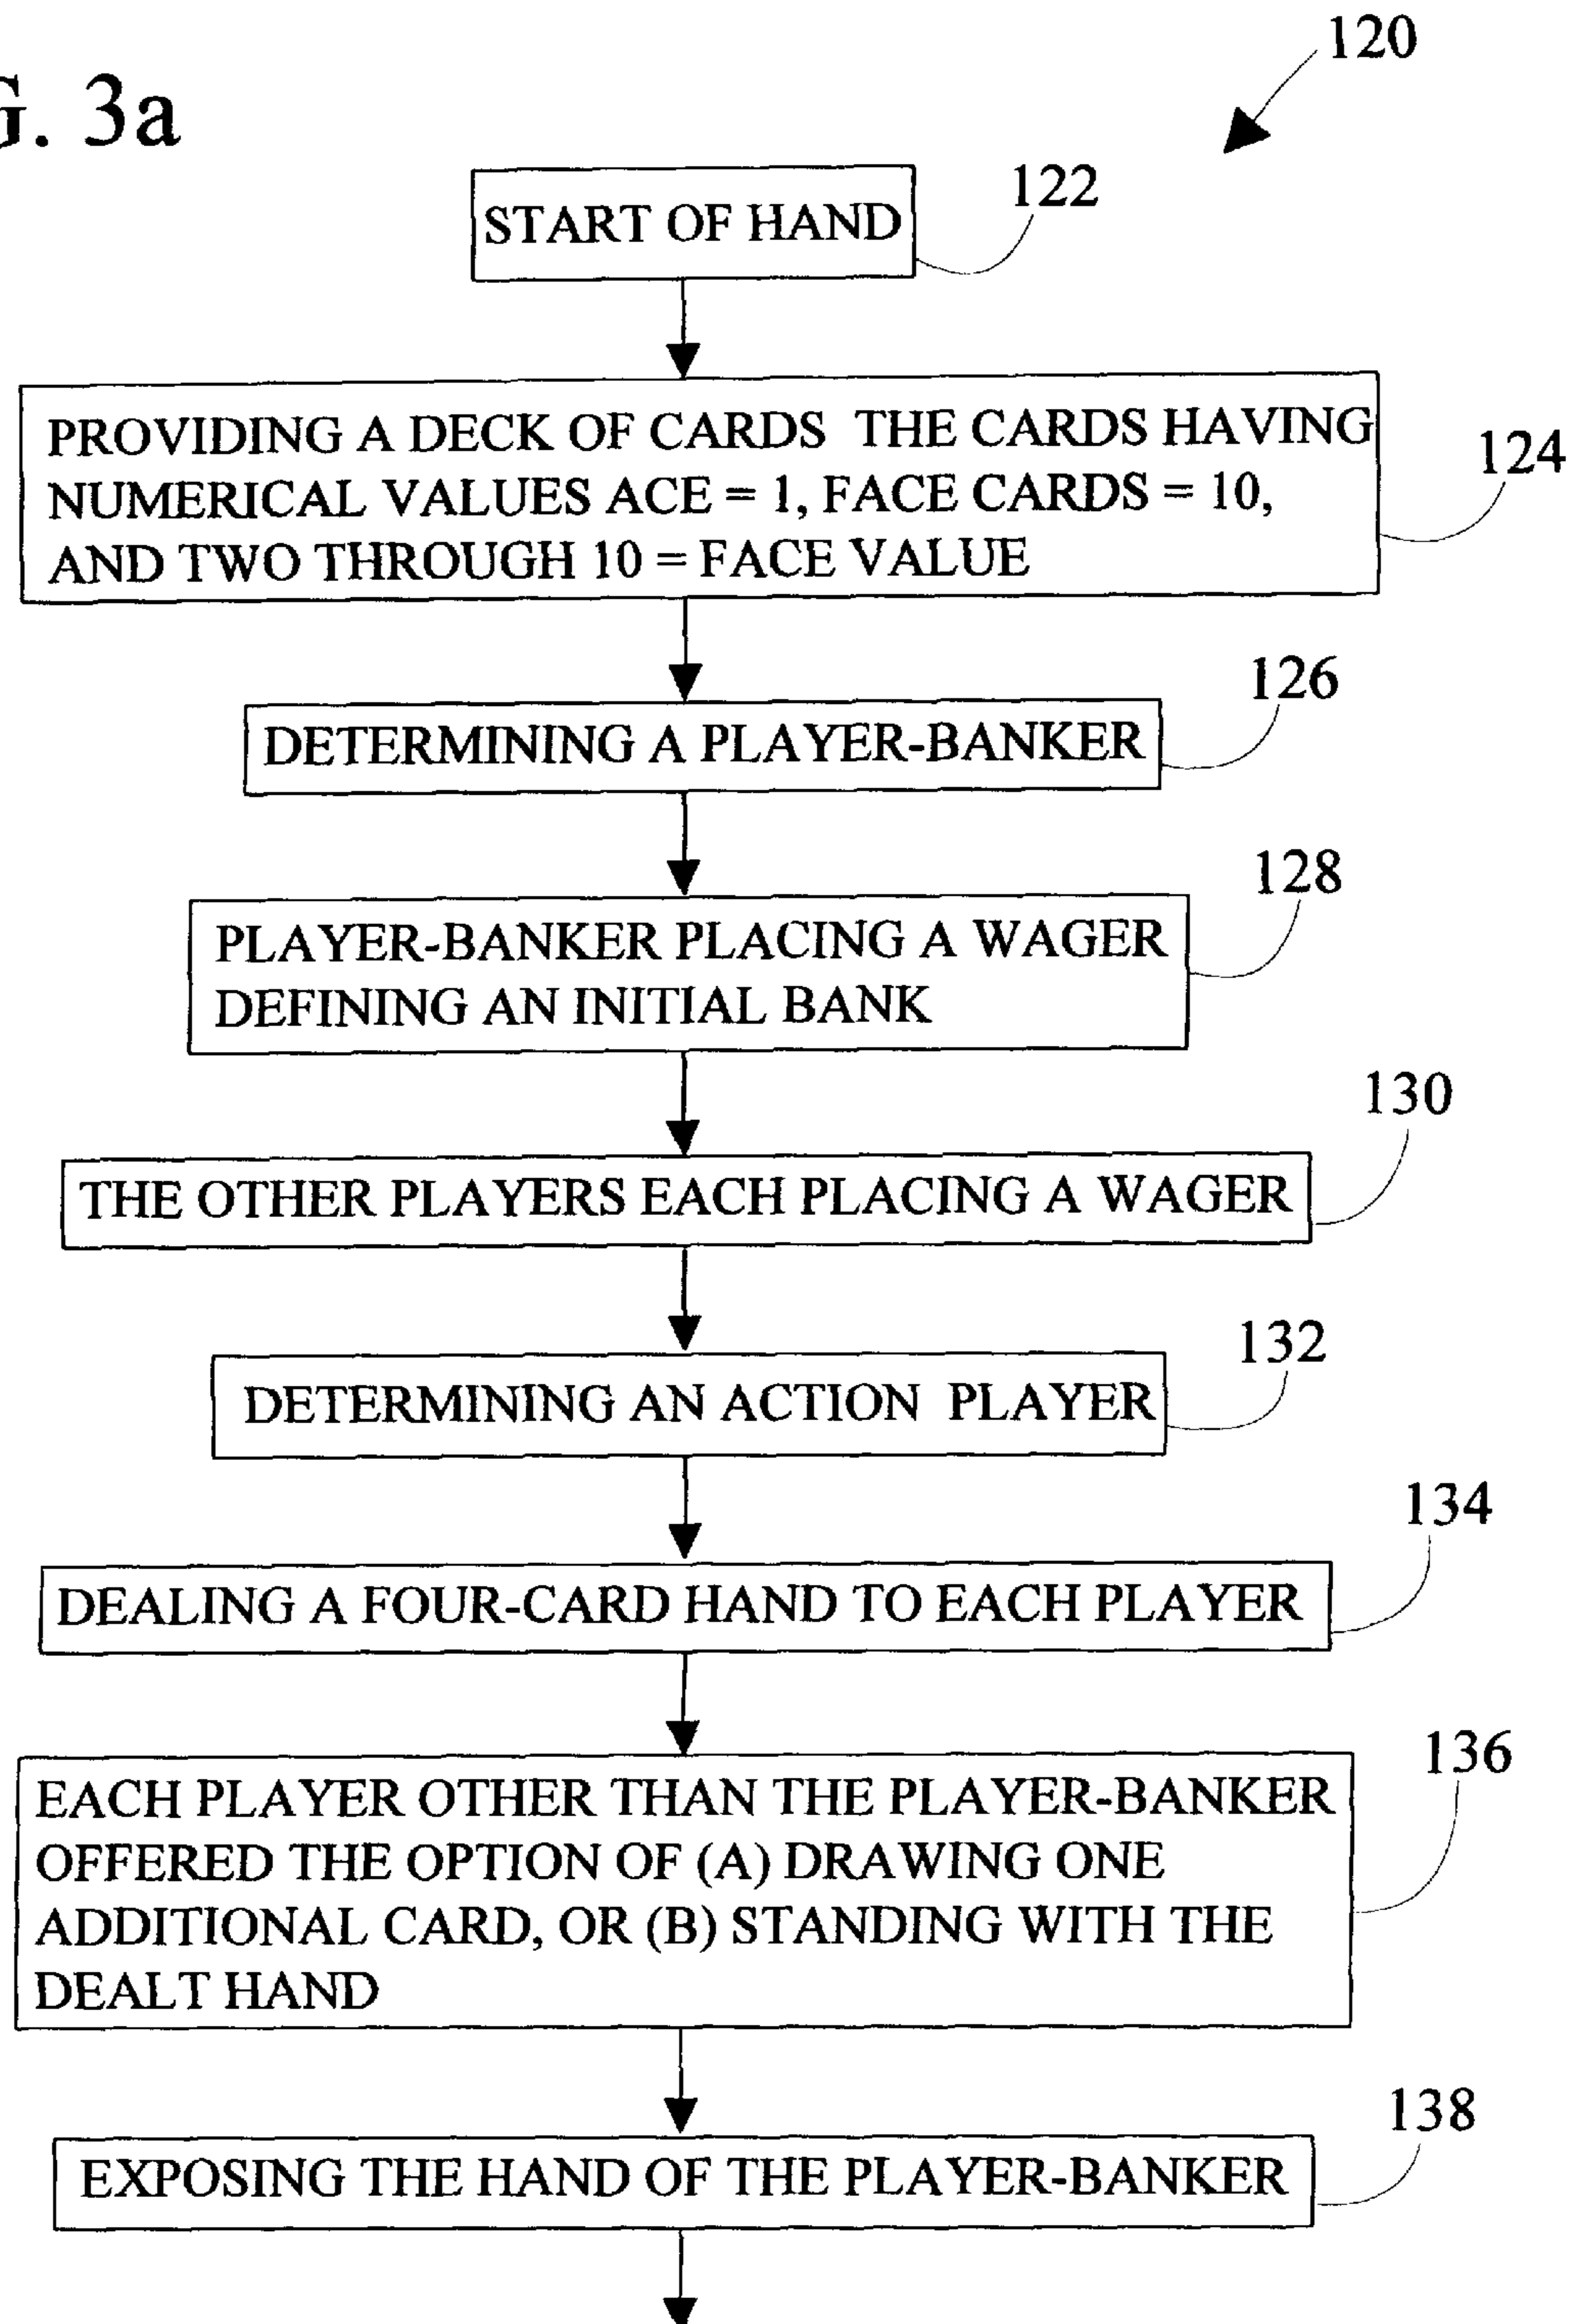 G. 3a
120
START OF HAND
122
PROVIDING A DECK OF CARDS THE CARDS HAVING
NUMERICAL VALUES ACE = 1, FACE CARDS = 10,
AND TWO THROUGH 10 = FACE VALUE
124
DETERMINING A PLAYER-BANKER
126
PLAYER-BANKER PLACING A WAGER
DEFINING AN INITIAL BANK
128
THE OTHER PLAYERS EACH PLACING A WAGER
130
DETERMINING AN ACTION PLAYER
132
DEALING A FOUR-CARD HAND TO EACH PLAYER
134
EACH PLAYER OTHER THAN THE PLAYER-BANKER
OFFERED THE OPTION OF (A) DRAWING ONE
ADDITIONAL CARD, OR (B) STANDING WITH THE
DEALT HAND
136
EXPOSING THE HAND OF THE PLAYER-BANKER
138